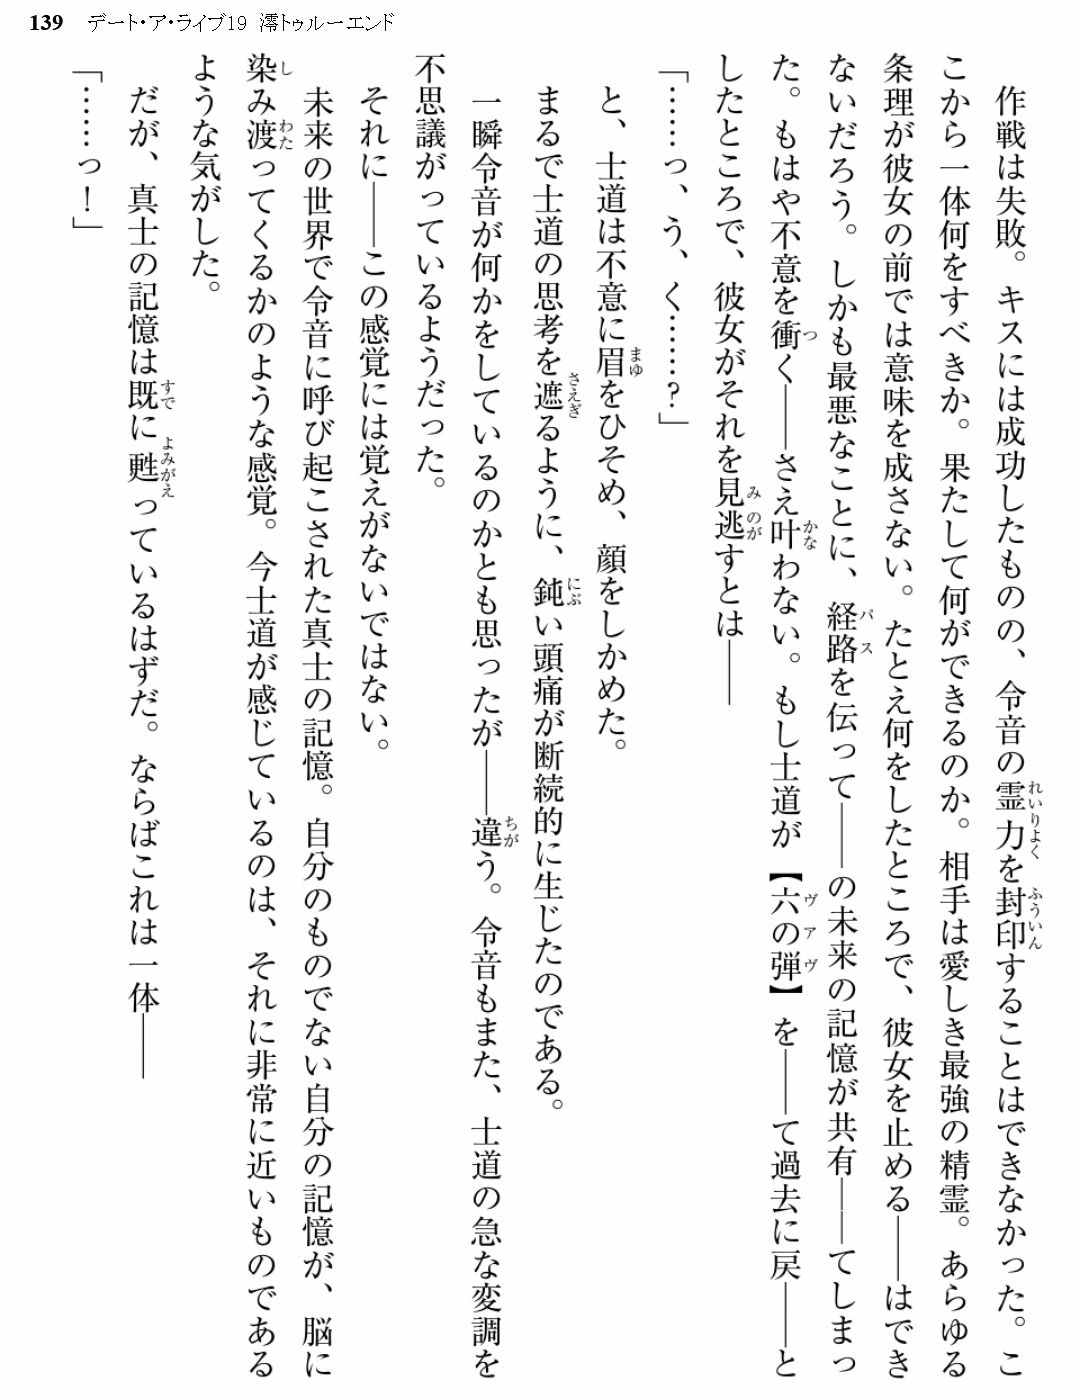 139 デート・ア・ライブ19 澪トゥルーエンド
作戦は失敗。キスには成功したものの、令音の霊力を封印することはできなかった。こ
こから一体何をすべきか。果たして何ができるのか。相手は愛しき最強の精霊。あらゆる
条理が彼女の前では意味を成さない。たとえ何をしたところで、彼女を止める――はでき
ないだろう。しかも最悪なことに、経路を伝って――の未来の記憶が共有――てしまっ
た。もはや不意を衝く――さえ叶わない。もし士道が【六の弾】を――て過去に戻――と
したところで、彼女がそれを見逃すとは――
「……っ、う、く……?」
と、士道は不意に眉をひそめ、顔をしかめた。
まるで士道の思考を遮るように、鈍い頭痛が断続的に生じたのである。
一瞬令音が何かをしているのかとも思ったが――違う。令音もまた、士道の急な変調を
不思議がっているようだった。
それに――この感覚には覚えがないではない。
未来の世界で令音に呼び起こされた真士の記憶。自分のものでない自分の記憶が、脳に
染み渡ってくるかのような感覚。今士道が感じているのは、それに非常に近いものである
ような気がした。
だが、真士の記憶は既に甦っているはずだ。ならばこれは一体――
「……っ!」